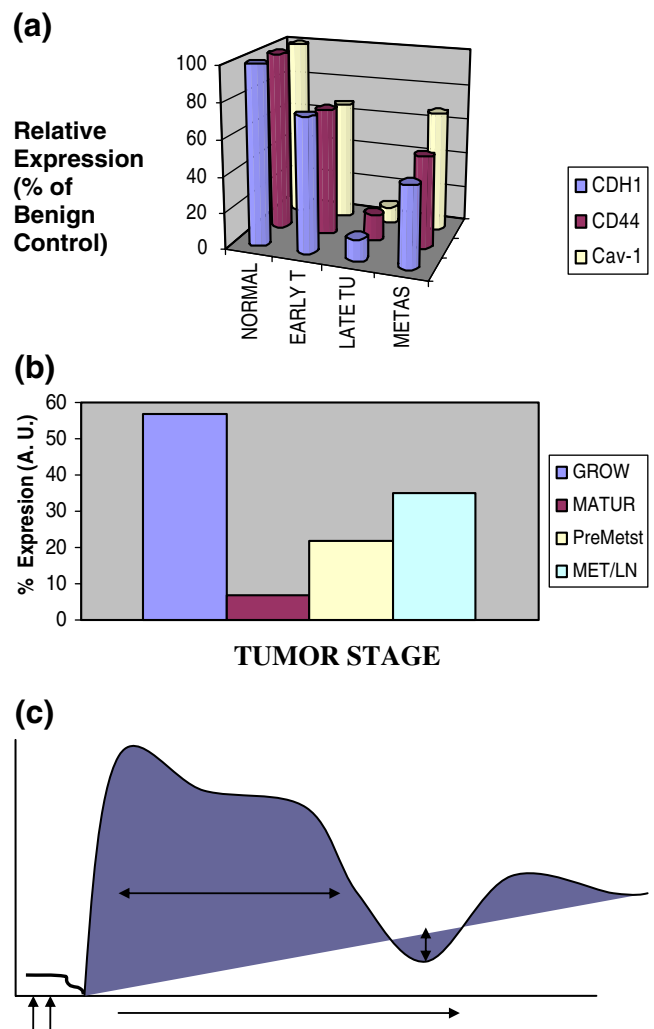 (a)
Relative
Expression
(% of
Benign
Control)
100
80
60
40
20
0
NORMAL
EARLY T
LATE TU
METAS
CDH1
CD44
Cav-1
(b)
% Expresion (A. U.)
60
50
40
30
20
10
0
GROW
MATUR
PreMetst
MET/LN
TUMOR STAGE
(c)